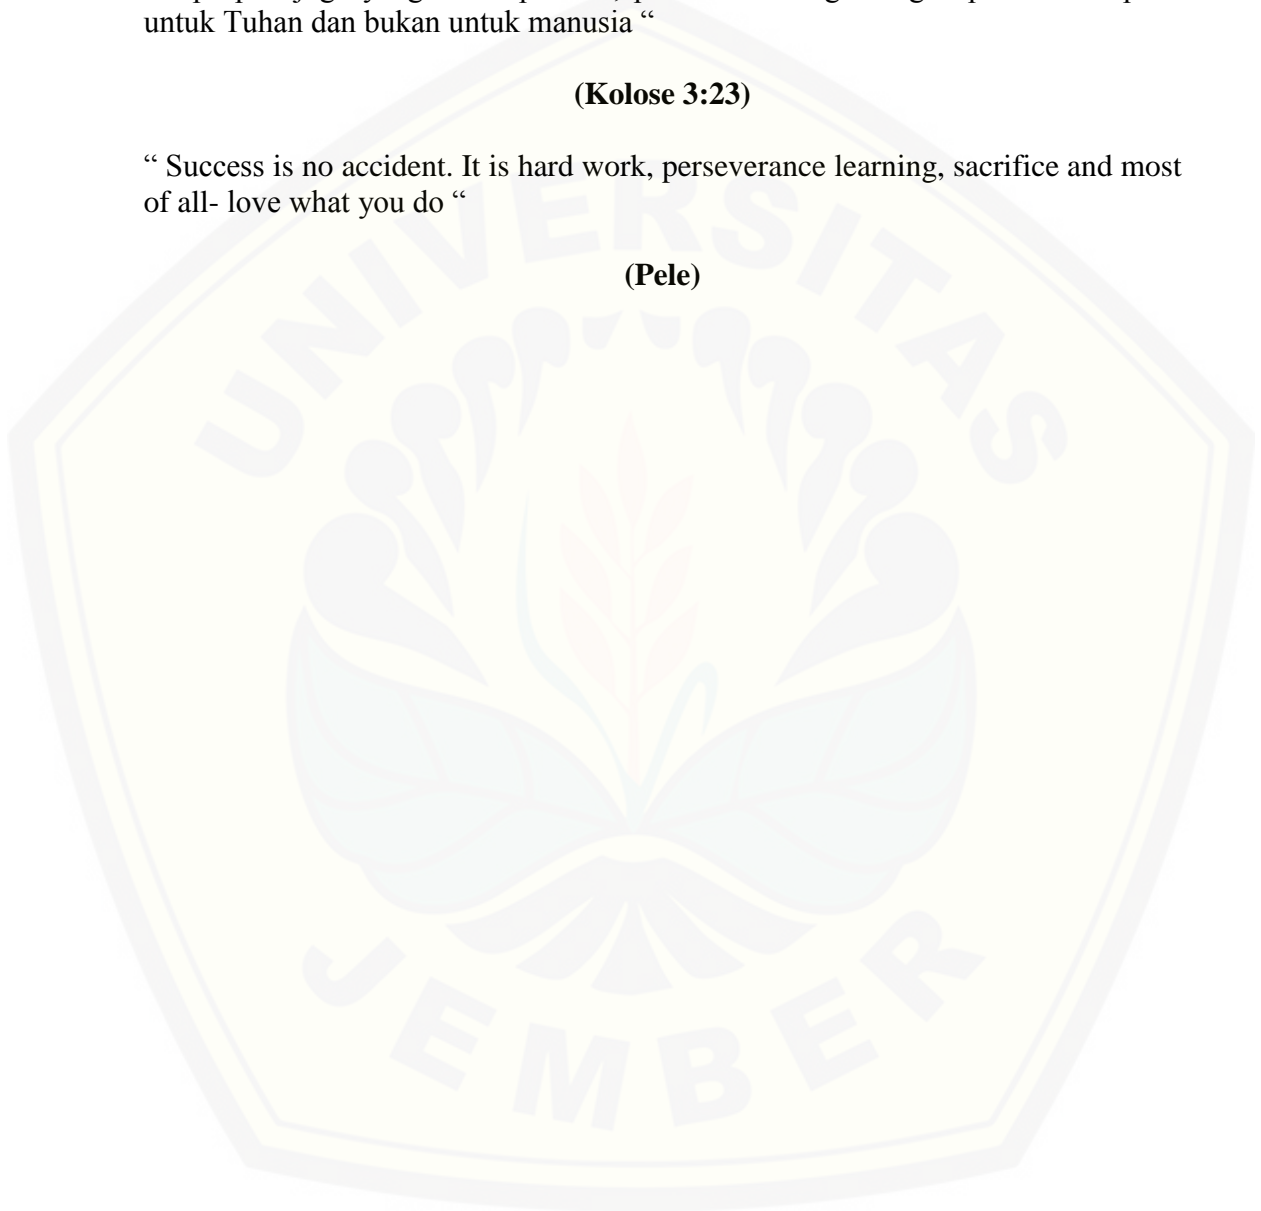 untuk Tuhan dan bukan untuk manusia “
(Kolose 3:23)
“ Success is no accident. It is hard work, perseverance learning, sacrifice and most
of all- love what you do “
(Pele)
UNIVERSITAS
JEMBER